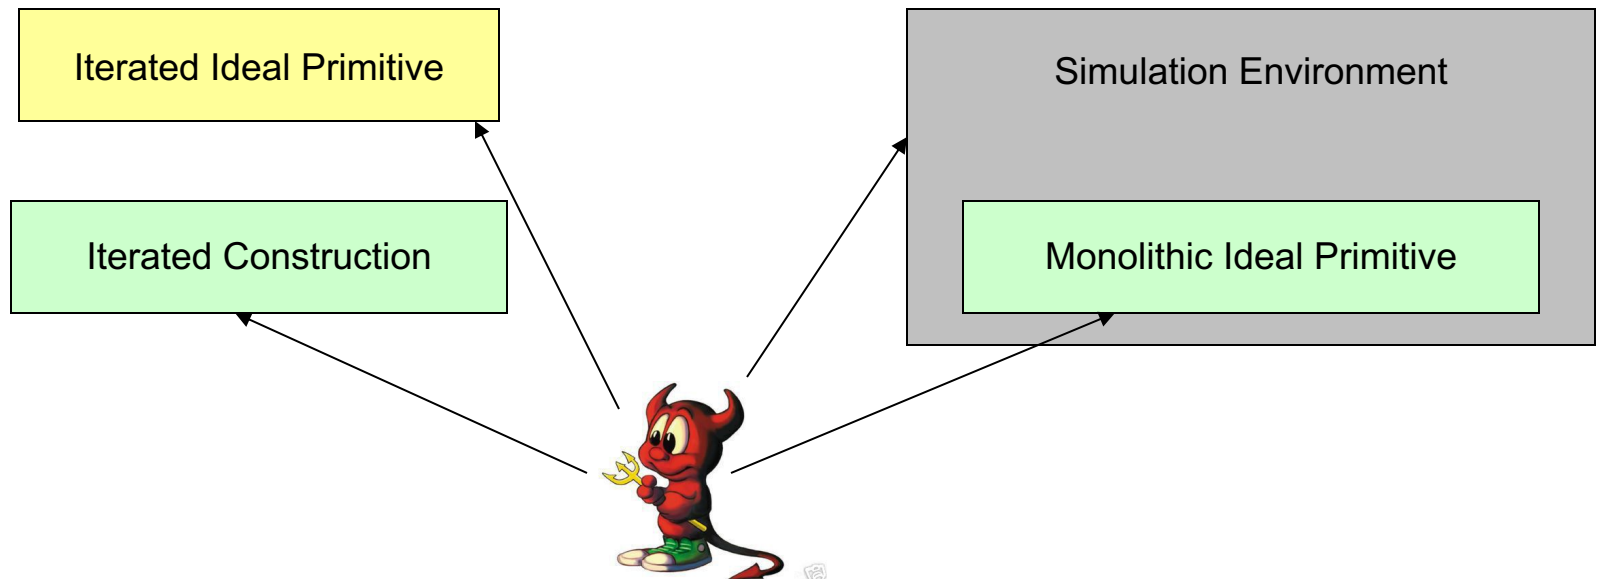 Iterated Ideal Primitive
Simulation Environment
Iterated Construction
Monolithic Ideal Primitive